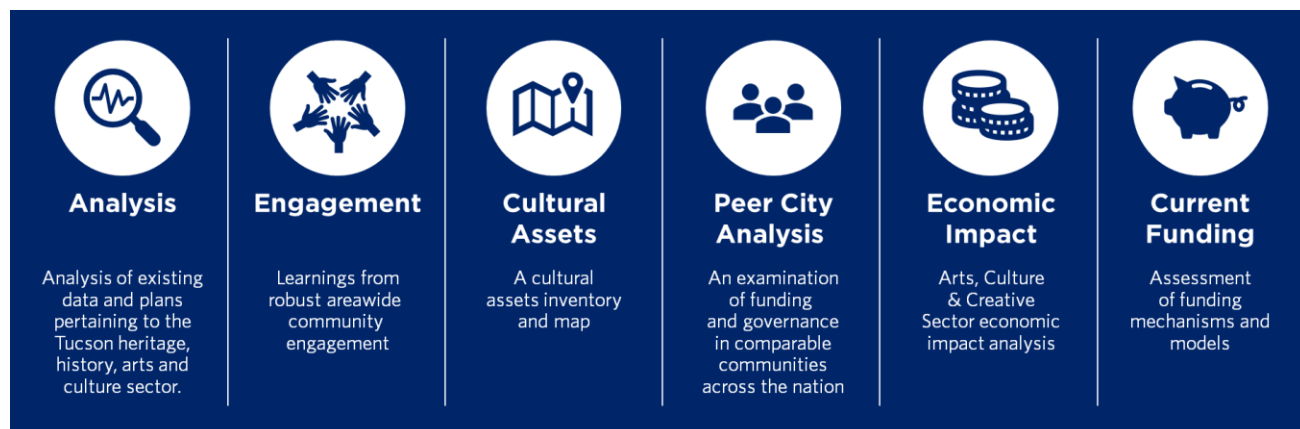 Analysis
Analysis of existing
data and plans
pertaining to the
Tucson heritage,
history, arts and
culture sector.
Engagement
Learnings from
robust areawide
community
engagement
Cultural
Assets
A cultural
assets inventory
and map
Peer City
Analysis
An examination
of funding
and governance
in comparable
communities
across the nation
Economic
Impact
Arts, Culture
& Creative
Sector economic
impact analysis
Current
Funding
Assessment
of funding
mechanisms and
models